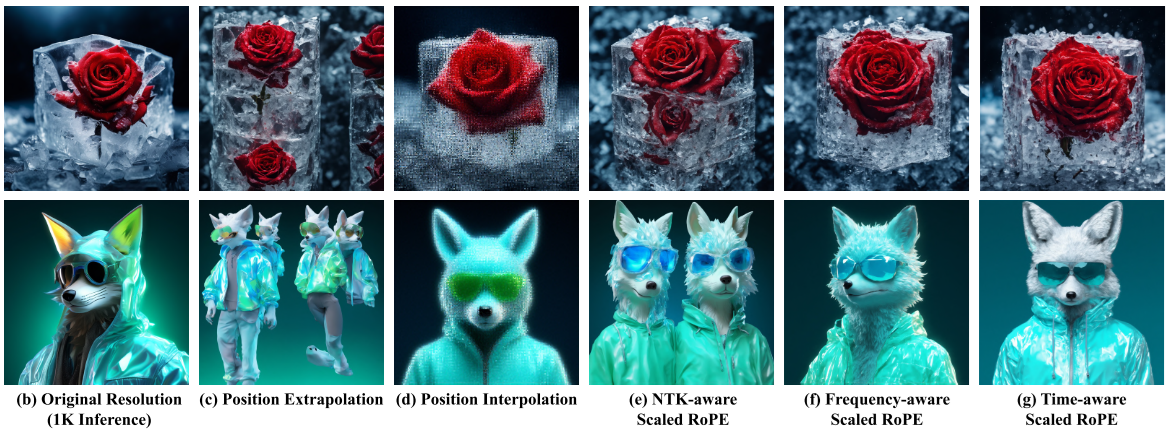 (b) Original Resolution
(1K Inference)
(c) Position Extrapolation
(d) Position Interpolation
(e) NTK-aware
Scaled RoPE
(f) Frequency-aware
Scaled RoPE
(g) Time-aware
Scaled RoPE